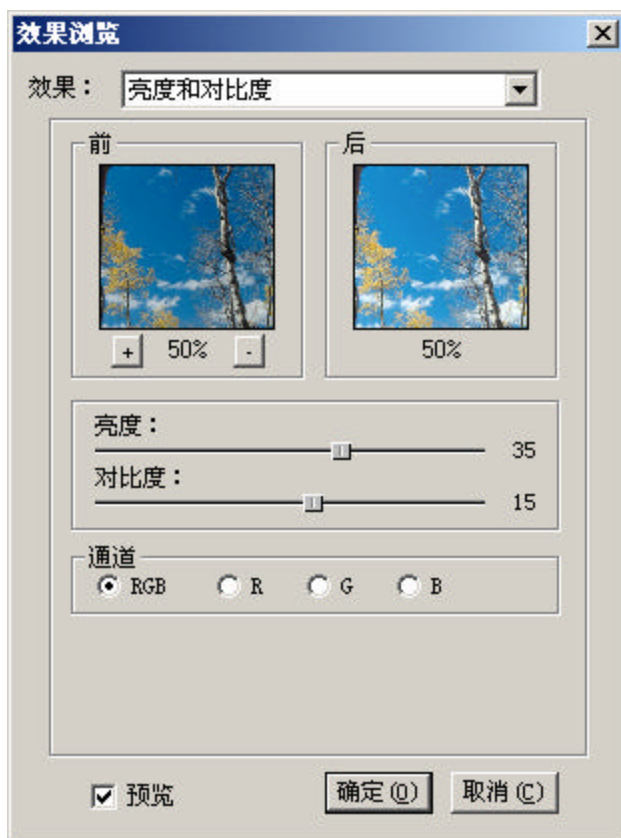 效果浏览
效果： 亮度和对比度
前 后
+ 50% - 50%
亮度： 35
对比度： 15
通道
RGB R G B
预览 确定(O) 取消(C)